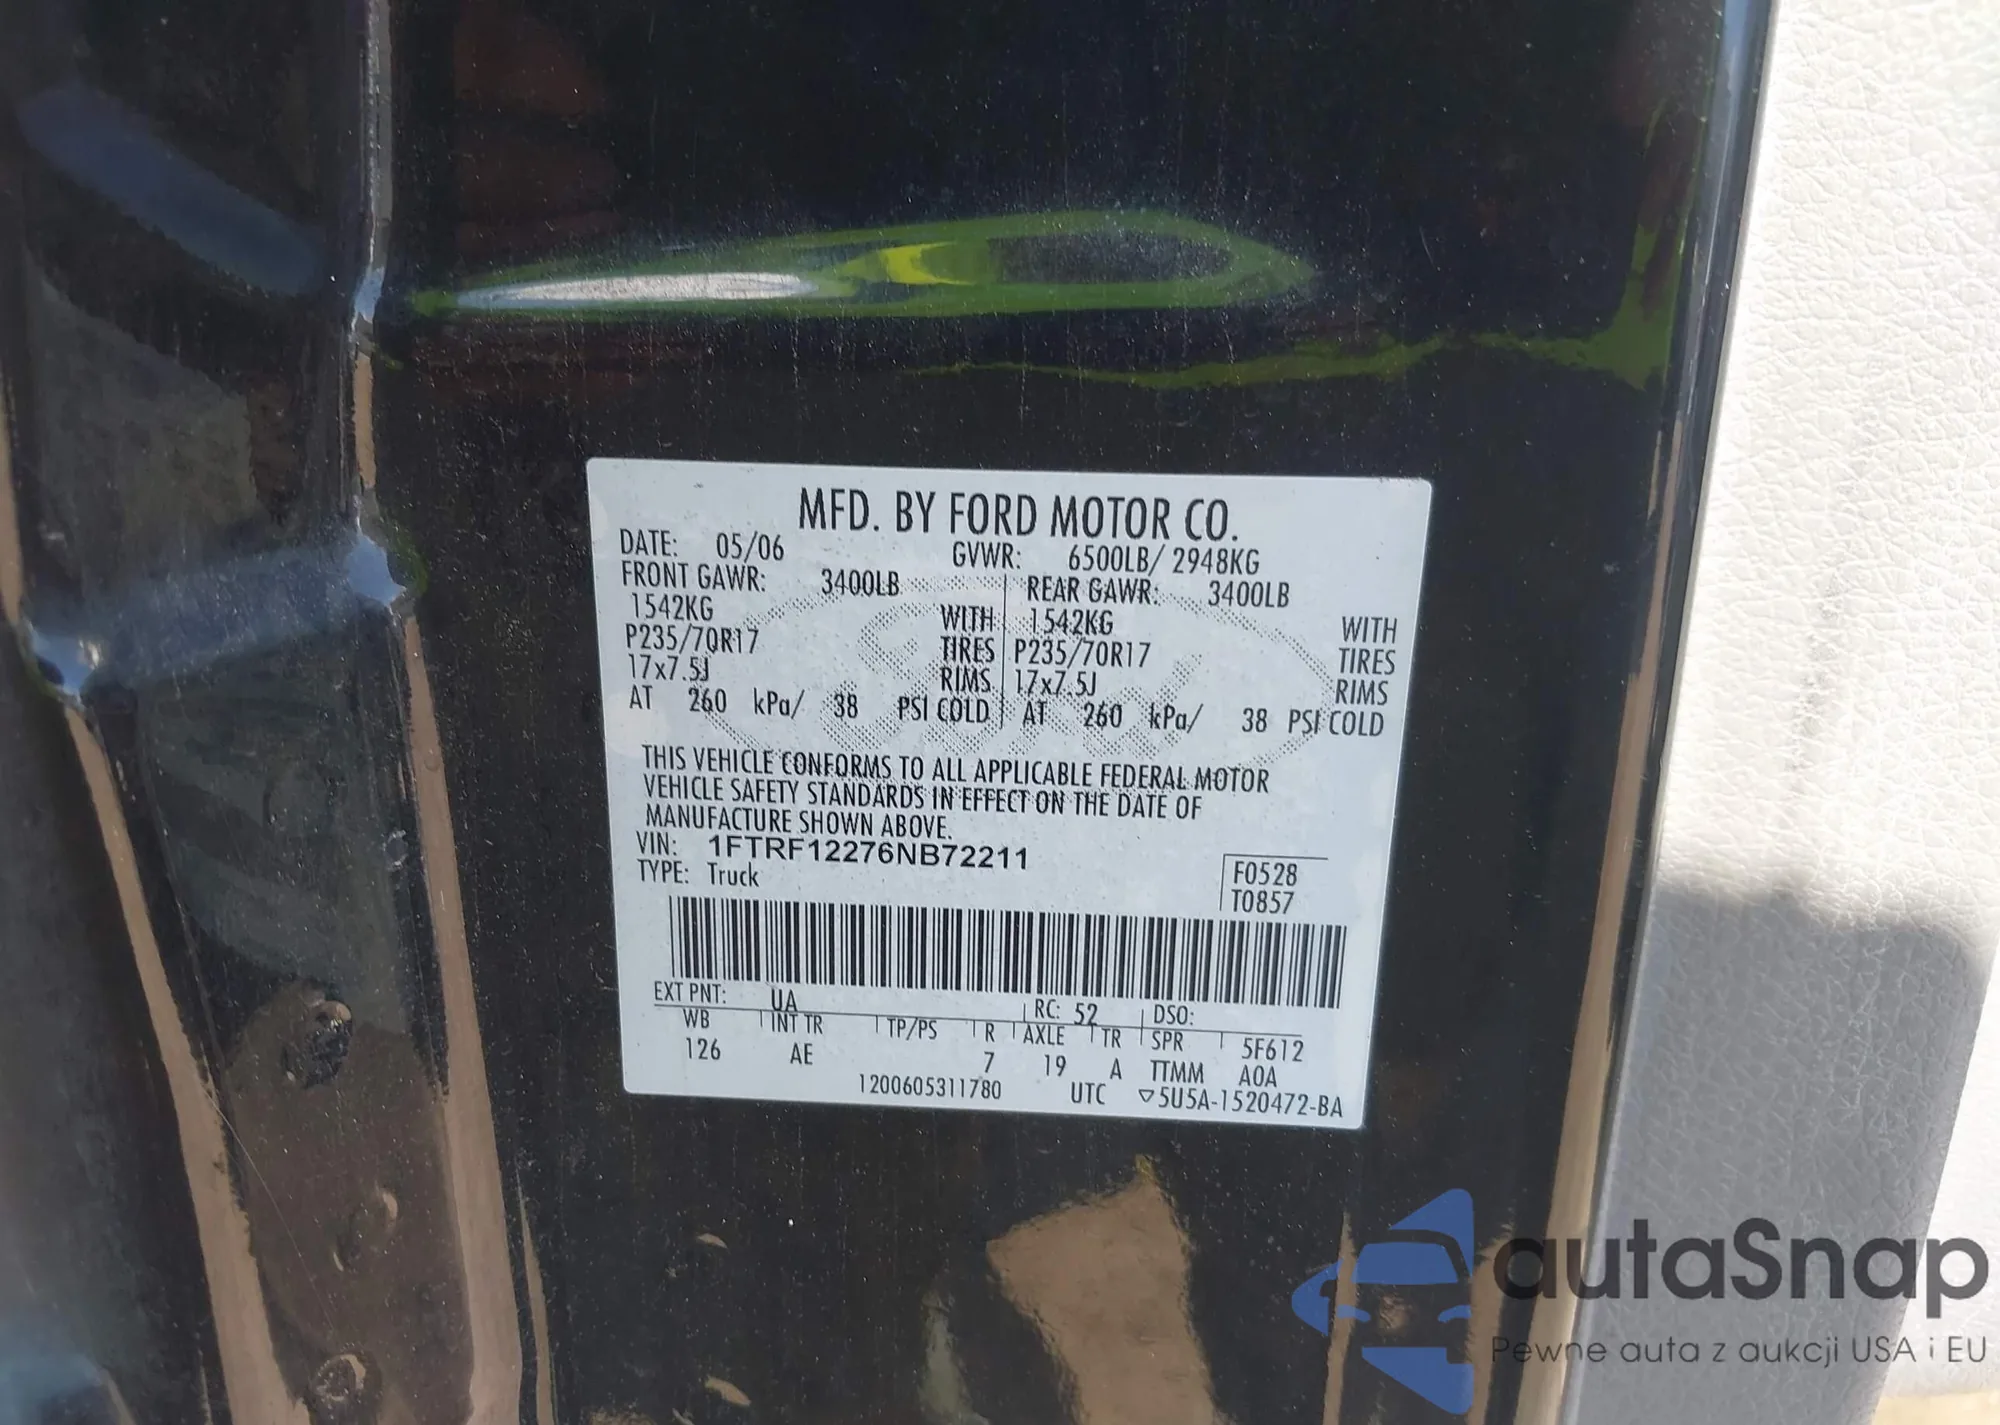 MFD. BY FORD MOTOR CO.
DATE: 05/06 GVWR: 6500LB/ 2948KG
FRONT GAWR: 3400LB REAR GAWR: 3400LB
1542KG WITH 1542KG WITH
P235/70R17 TIRES P235/70R17 TIRES
17x7.5J RIMS 17x7.5J RIMS
AT 260 kPa/ 38 PSI COLD AT 260 kPa/ 38 PSI COLD
THIS VEHICLE CONFORMS TO ALL APPLICABLE FEDERAL MOTOR
VEHICLE SAFETY STANDARDS IN EFFECT ON THE DATE OF
MANUFACTURE SHOWN ABOVE.
VIN: 1FTRF12276NB72211
TYPE: Truck F0528
T0857
EXT PNT: UA RC: 52 DSO:
WB INT TR TP/PS R AXLE TR SPR 5F612
126 AE 7 19 A TTMM A0A
1200605311780 UTC ▽5U5A-1520472-BA
autaSnap
Pewne auta z aukcji USA i EU